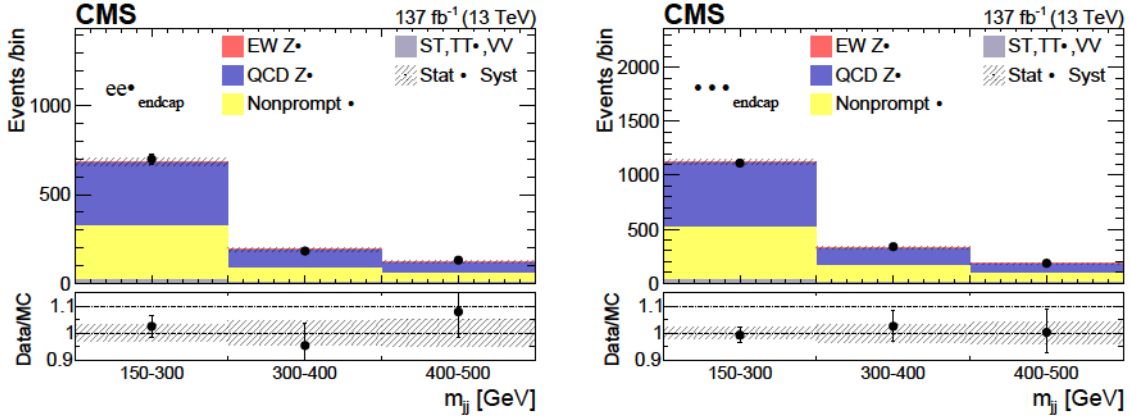 CMS 137 fb⁻¹ (13 TeV)
Events /bin
EW Z• ST,TT•,VV
QCD Z• Stat • Syst
Nonprompt •
ee•endcap
1000
500
0
Data/MC
1.1
1
0.9
150-300 300-400 400-500
mjj [GeV]
CMS 137 fb⁻¹ (13 TeV)
Events /bin
EW Z• ST,TT•,VV
QCD Z• Stat • Syst
Nonprompt •
•••endcap
2000
1500
1000
500
0
Data/MC
1.1
1
0.9
150-300 300-400 400-500
mjj [GeV]